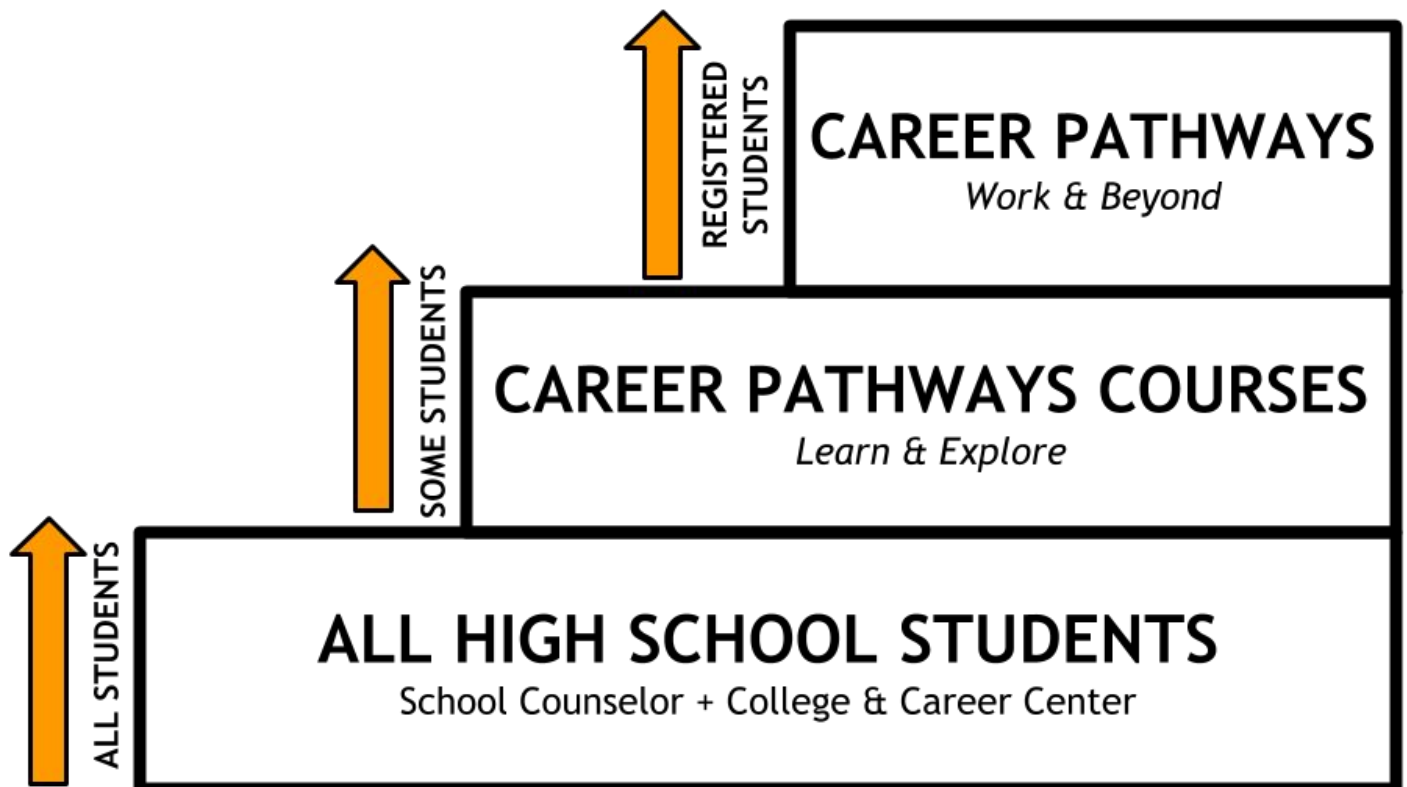 REGISTERED
STUDENTS
CAREER PATHWAYS
Work & Beyond
SOME STUDENTS
CAREER PATHWAYS COURSES
Learn & Explore
ALL STUDENTS
ALL HIGH SCHOOL STUDENTS
School Counselor + College & Career Center